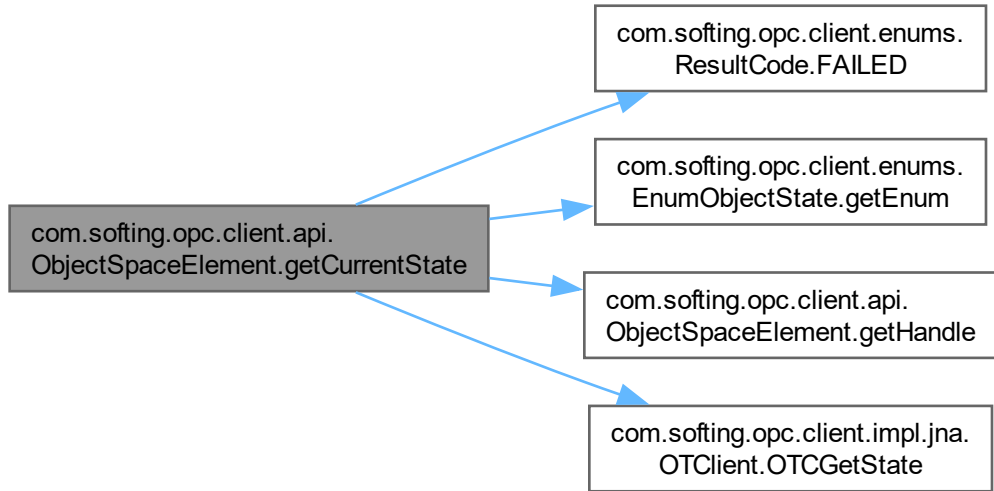 com.softing.opc.client.enums.
ResultCode.FAILED
com.softing.opc.client.enums.
EnumObjectState.getEnum
com.softing.opc.client.api.
ObjectSpaceElement.getCurrentState
com.softing.opc.client.api.
ObjectSpaceElement.getHandle
com.softing.opc.client.impl.jna.
OTClient.OTCGetState